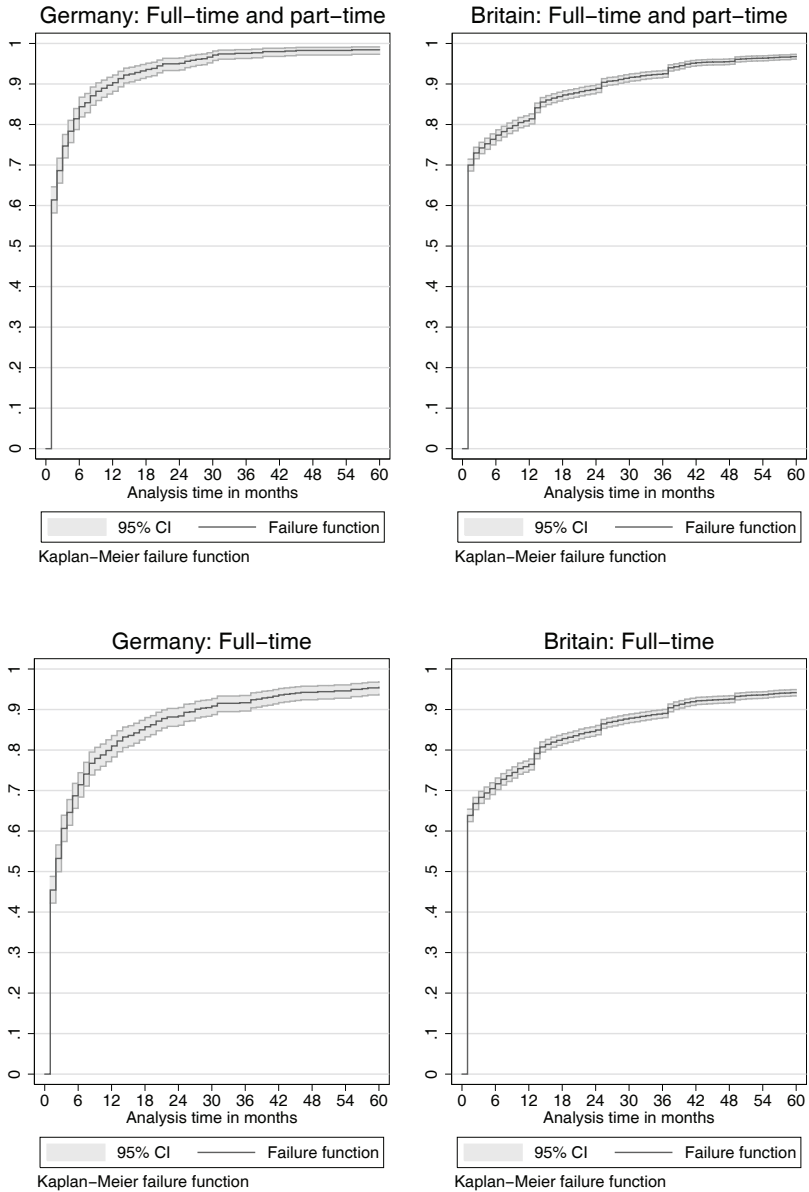 Germany: Full−time and part−time
1
.9
.8
.7
.6
.5
.4
.3
.2
.1
0
0 6 12 18 24 30 36 42 48 54 60
Analysis time in months
95% CI Failure function
Kaplan−Meier failure function
Britain: Full−time and part−time
1
.9
.8
.7
.6
.5
.4
.3
.2
.1
0
0 6 12 18 24 30 36 42 48 54 60
Analysis time in months
95% CI Failure function
Kaplan−Meier failure function
Germany: Full−time
1
.9
.8
.7
.6
.5
.4
.3
.2
.1
0
0 6 12 18 24 30 36 42 48 54 60
Analysis time in months
95% CI Failure function
Kaplan−Meier failure function
Britain: Full−time
1
.9
.8
.7
.6
.5
.4
.3
.2
.1
0
0 6 12 18 24 30 36 42 48 54 60
Analysis time in months
95% CI Failure function
Kaplan−Meier failure function